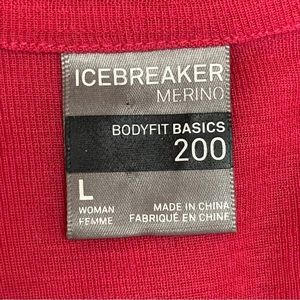 ICEBREAKER
MERINO
BODYFIT BASICS
200
L
WOMAN
FEMME
MADE IN CHINA
FABRIQUÉ EN CHINE